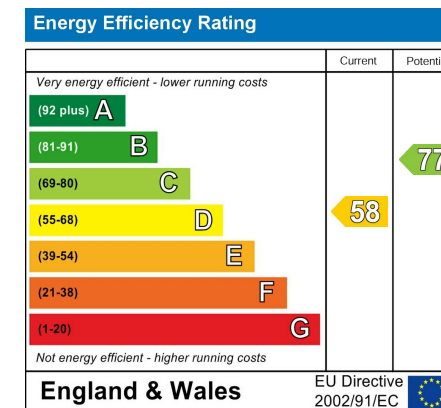 Energy Efficiency Rating
Current Potenti
Very energy efficient - lower running costs
(92 plus) A
(81-91) B
77
(69-80) C
(55-68) D 58
(39-54) E
(21-38) F
(1-20) G
Not energy efficient - higher running costs
England & Wales
EU Directive
2002/91/EC